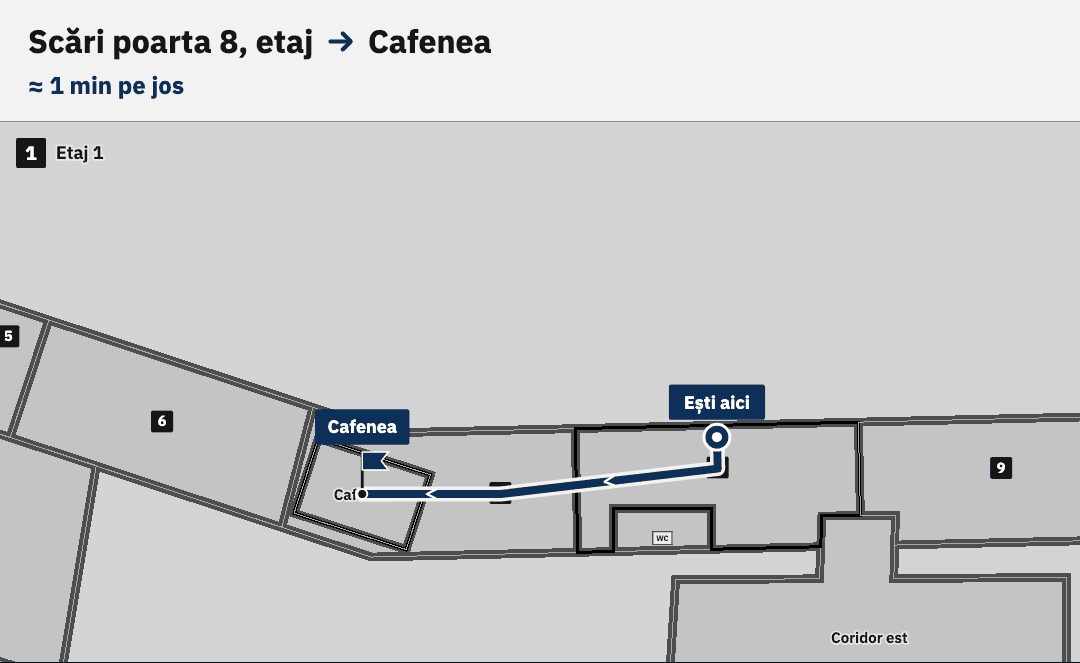 Scări poarta 8, etaj → Cafenea
≈ 1 min pe jos
1 Etaj 1
5
6
Cafenea
Ești aici
9
Caf
WC
Coridor est